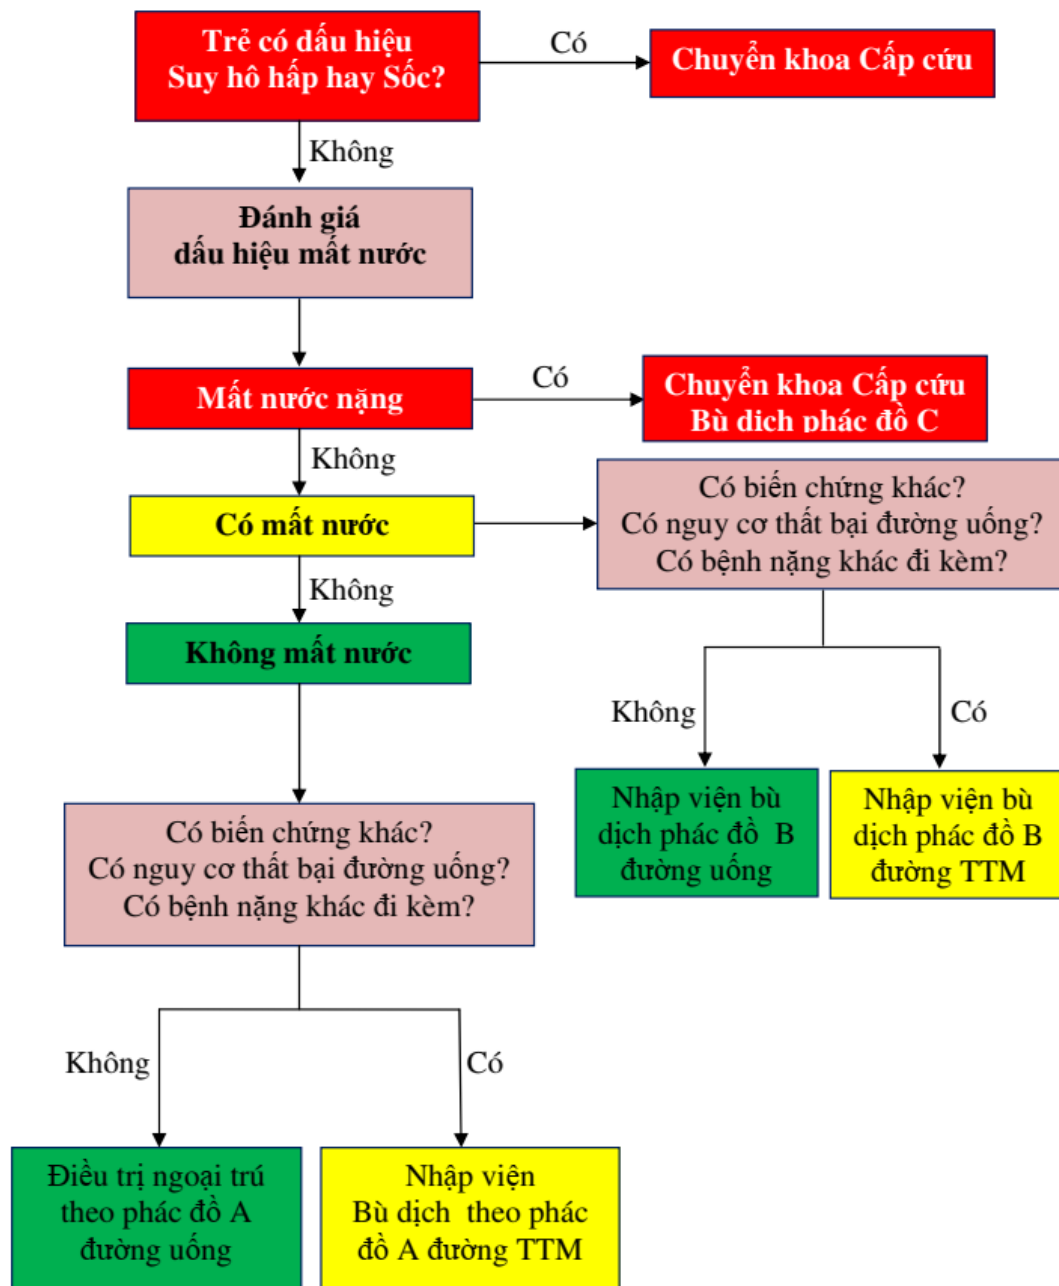 Trẻ có dấu hiệu
Suy hô hấp hay Sốc?
Có
Chuyển khoa Cấp cứu
Không
Đánh giá
dấu hiệu mất nước
Mất nước nặng
Có
Chuyển khoa Cấp cứu
Bù dịch phác đồ C
Không
Có mất nước
Có biến chứng khác?
Có nguy cơ thất bại đường uống?
Có bệnh nặng khác đi kèm?
Không
Không mất nước
Không
Có
Nhập viện bù
dịch phác đồ B
đường uống
Nhập viện bù
dịch phác đồ B
đường TTM
Có biến chứng khác?
Có nguy cơ thất bại đường uống?
Có bệnh nặng khác đi kèm?
Không
Có
Điều trị ngoại trú
theo phác đồ A
đường uống
Nhập viện
Bù dịch theo phác
đồ A đường TTM